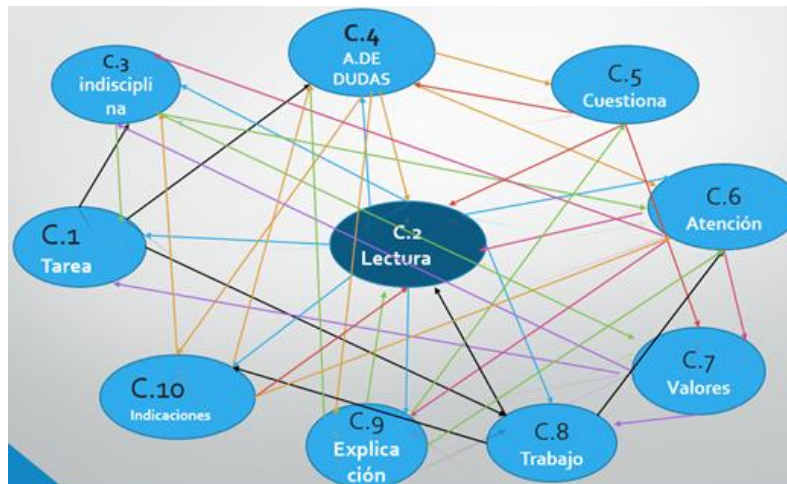 C.3
indiscipli
na
C.4
A.DE
DUDAS
C.5
Cuestiona
C.6
Atención
C.1
Tarea
C.2
Lectura
C.7
Valores
C.10
Indicaciones
C.9
Explica
ción
C.8
Trabajo